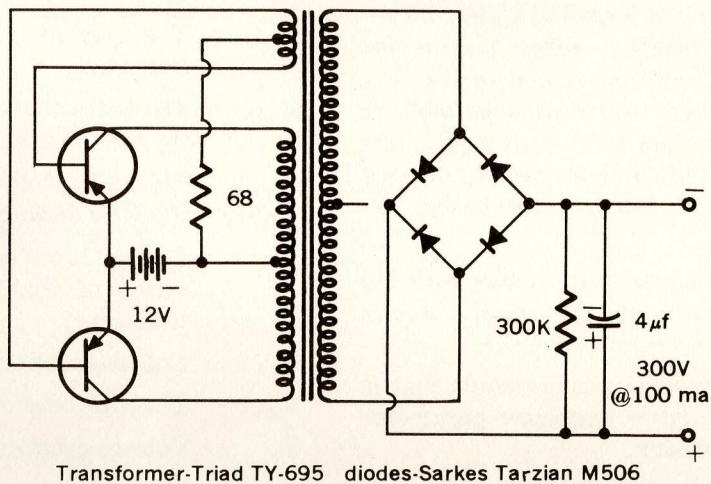 68
+ −
12V
−
300K
−
+
4μf
300V
@100 ma
+
Transformer-Triad TY-695 diodes-Sarkes Tarzian M506